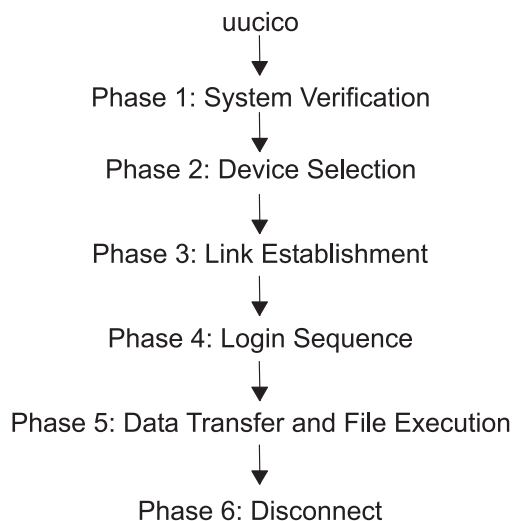 uucico
Phase 1: System Verification
Phase 2: Device Selection
Phase 3: Link Establishment
Phase 4: Login Sequence
Phase 5: Data Transfer and File Execution
Phase 6: Disconnect